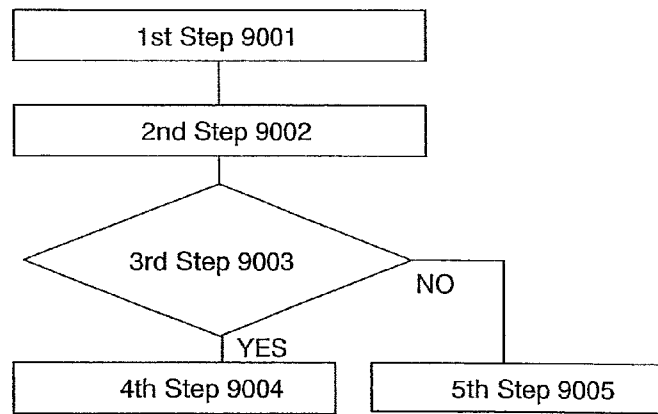 1st Step 9001
2nd Step 9002
3rd Step 9003
NO
YES
4th Step 9004
5th Step 9005